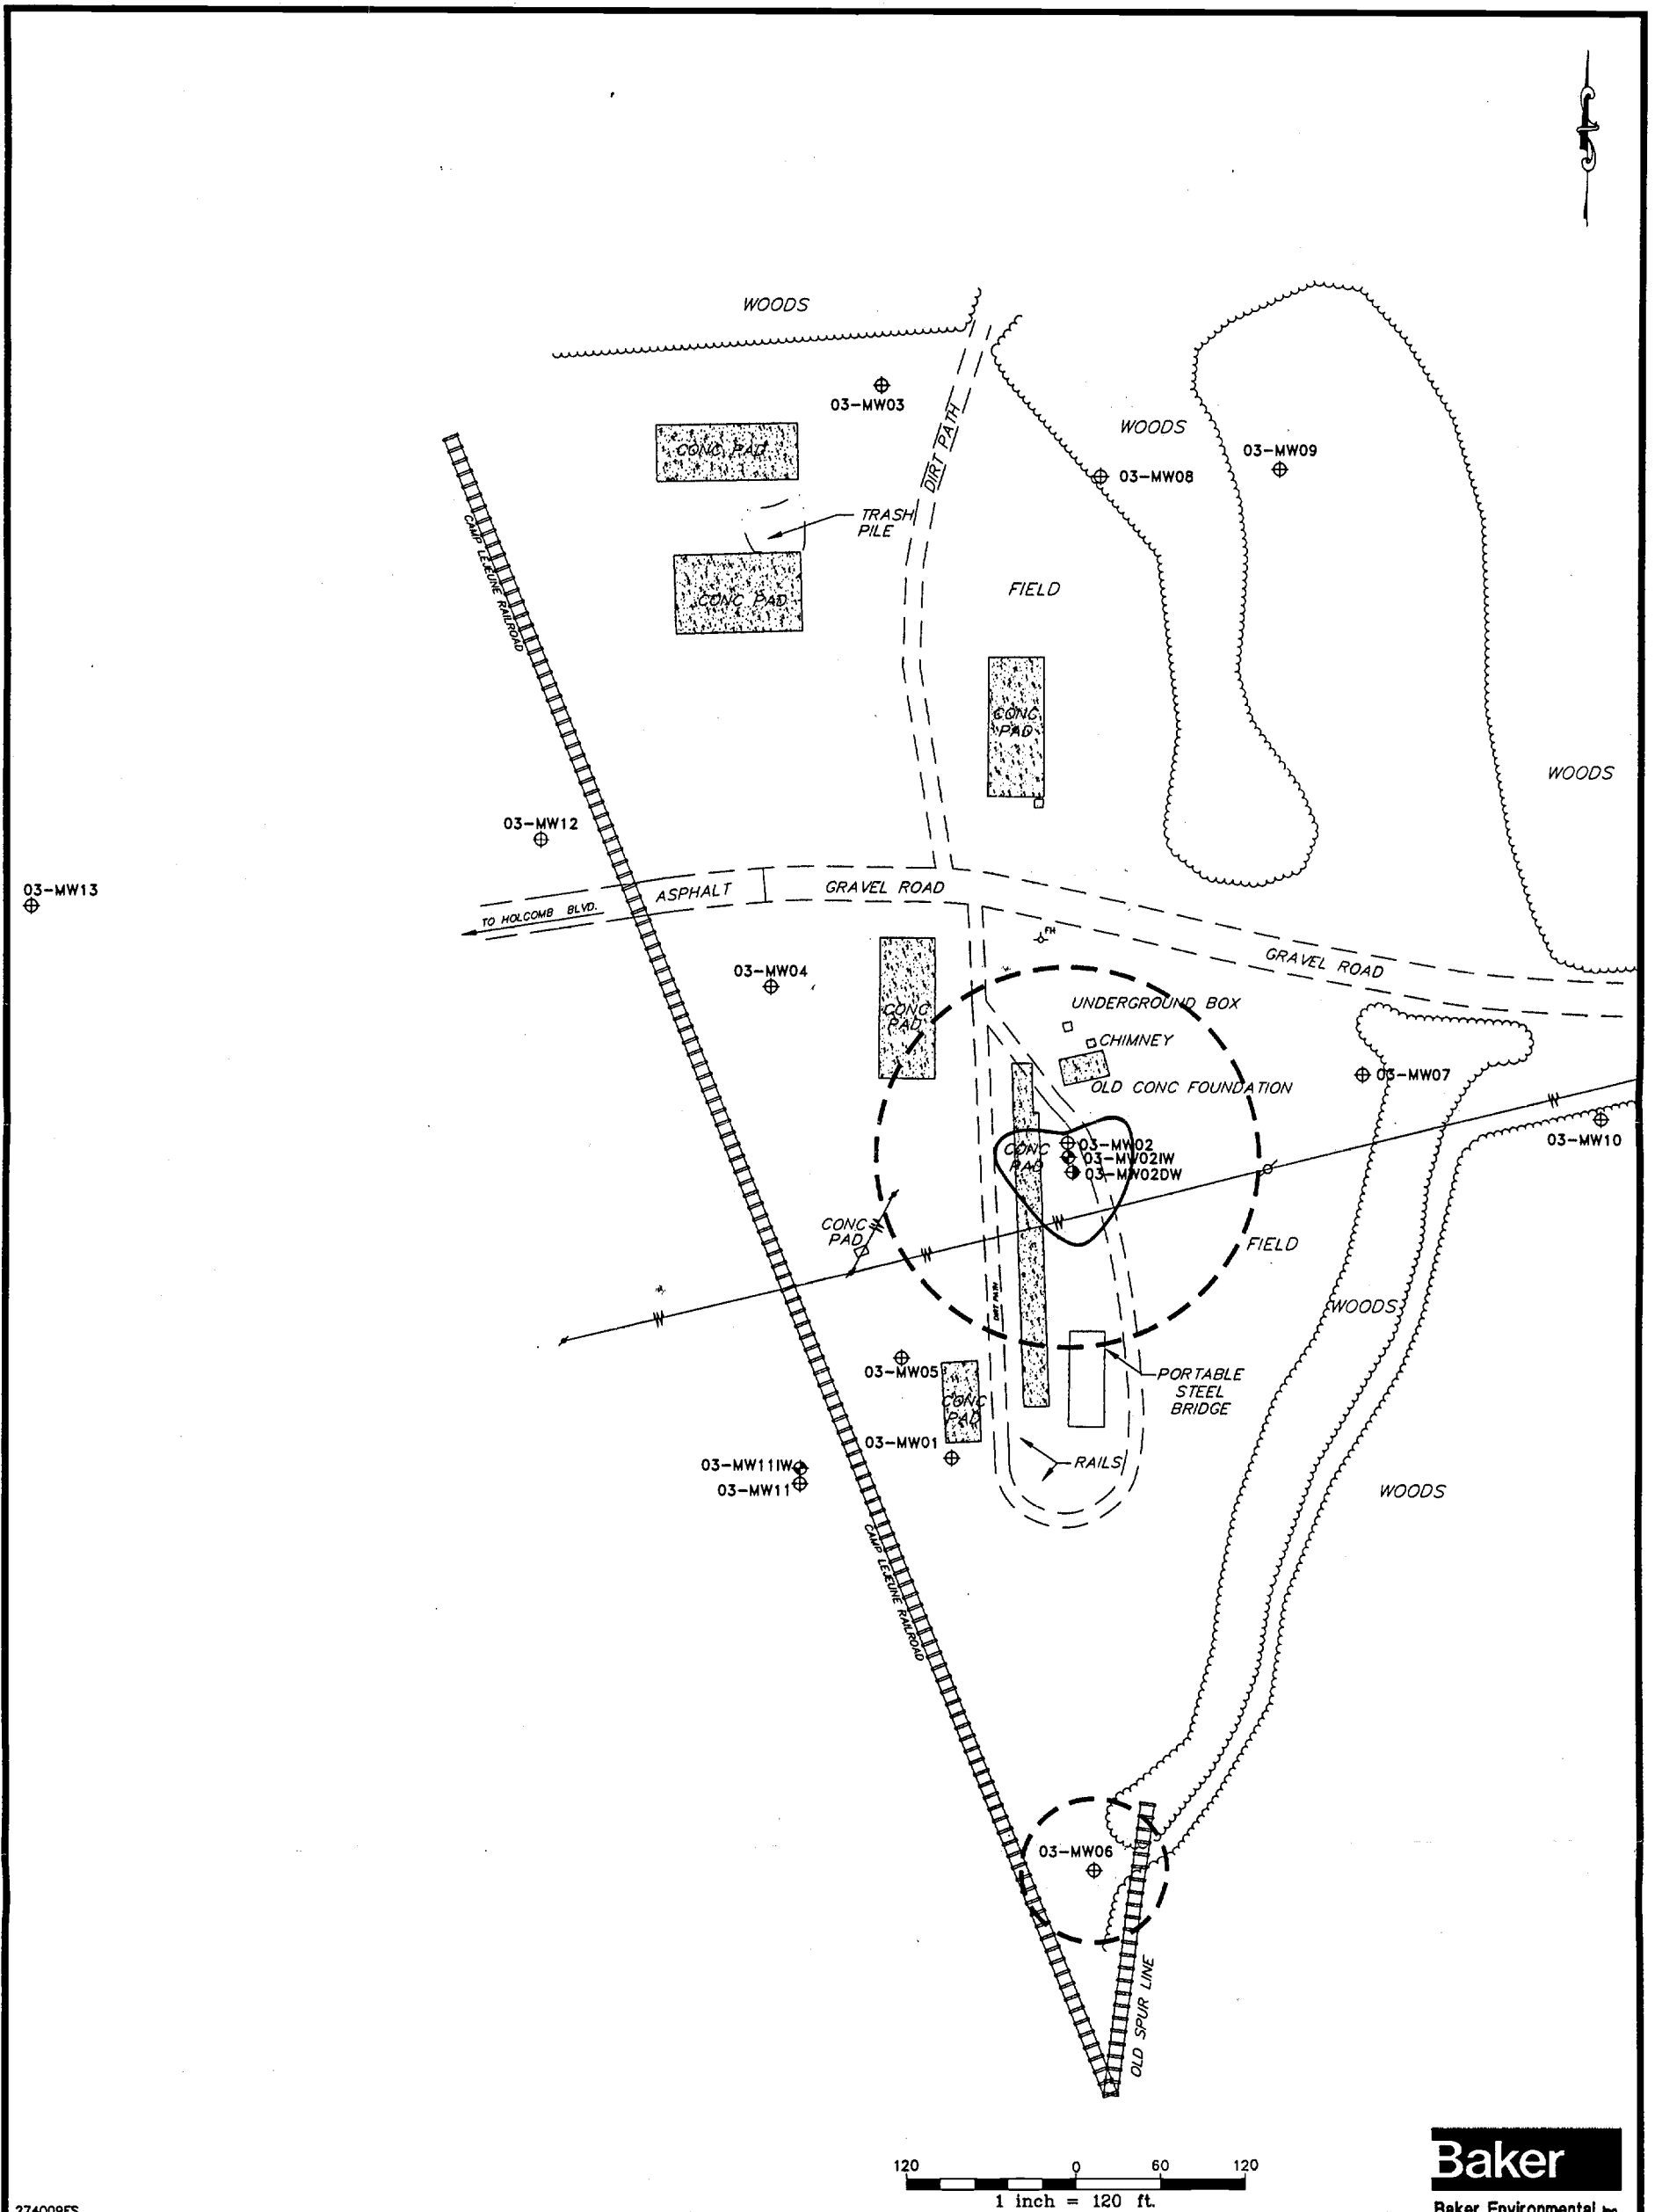 WOODS
03-MW03
DIRT PATH
CONC PAD
WOODS
03-MW09
03-MW08
TRASH
PILE
CAMP LEJEUNE RAILROAD
CONC PAD
FIELD
CONC
PAD
WOODS
03-MW12
03-MW13
ASPHALT
GRAVEL ROAD
TO HOLCOMB BLVD.
FH
GRAVEL ROAD
03-MW04
CONC
PAD
UNDERGROUND BOX
CHIMNEY
OLD CONC FOUNDATION
03-MW07
03-MW10
CONC
PAD
03-MW02
03-MW02IW
03-MW02DW
W
W
W
W
W
CONC
PAD
FIELD
DIRT PATH
WOODS
03-MW05
CONC
PAD
PORTABLE
STEEL
BRIDGE
03-MW01
RAILS
03-MW11IW
03-MW11
WOODS
CAMP LEJEUNE RAILROAD
03-MW06
OLD SPUR LINE
120 0 60 120
1 inch = 120 ft.
Baker
Baker Environmental, Inc.
274009FS